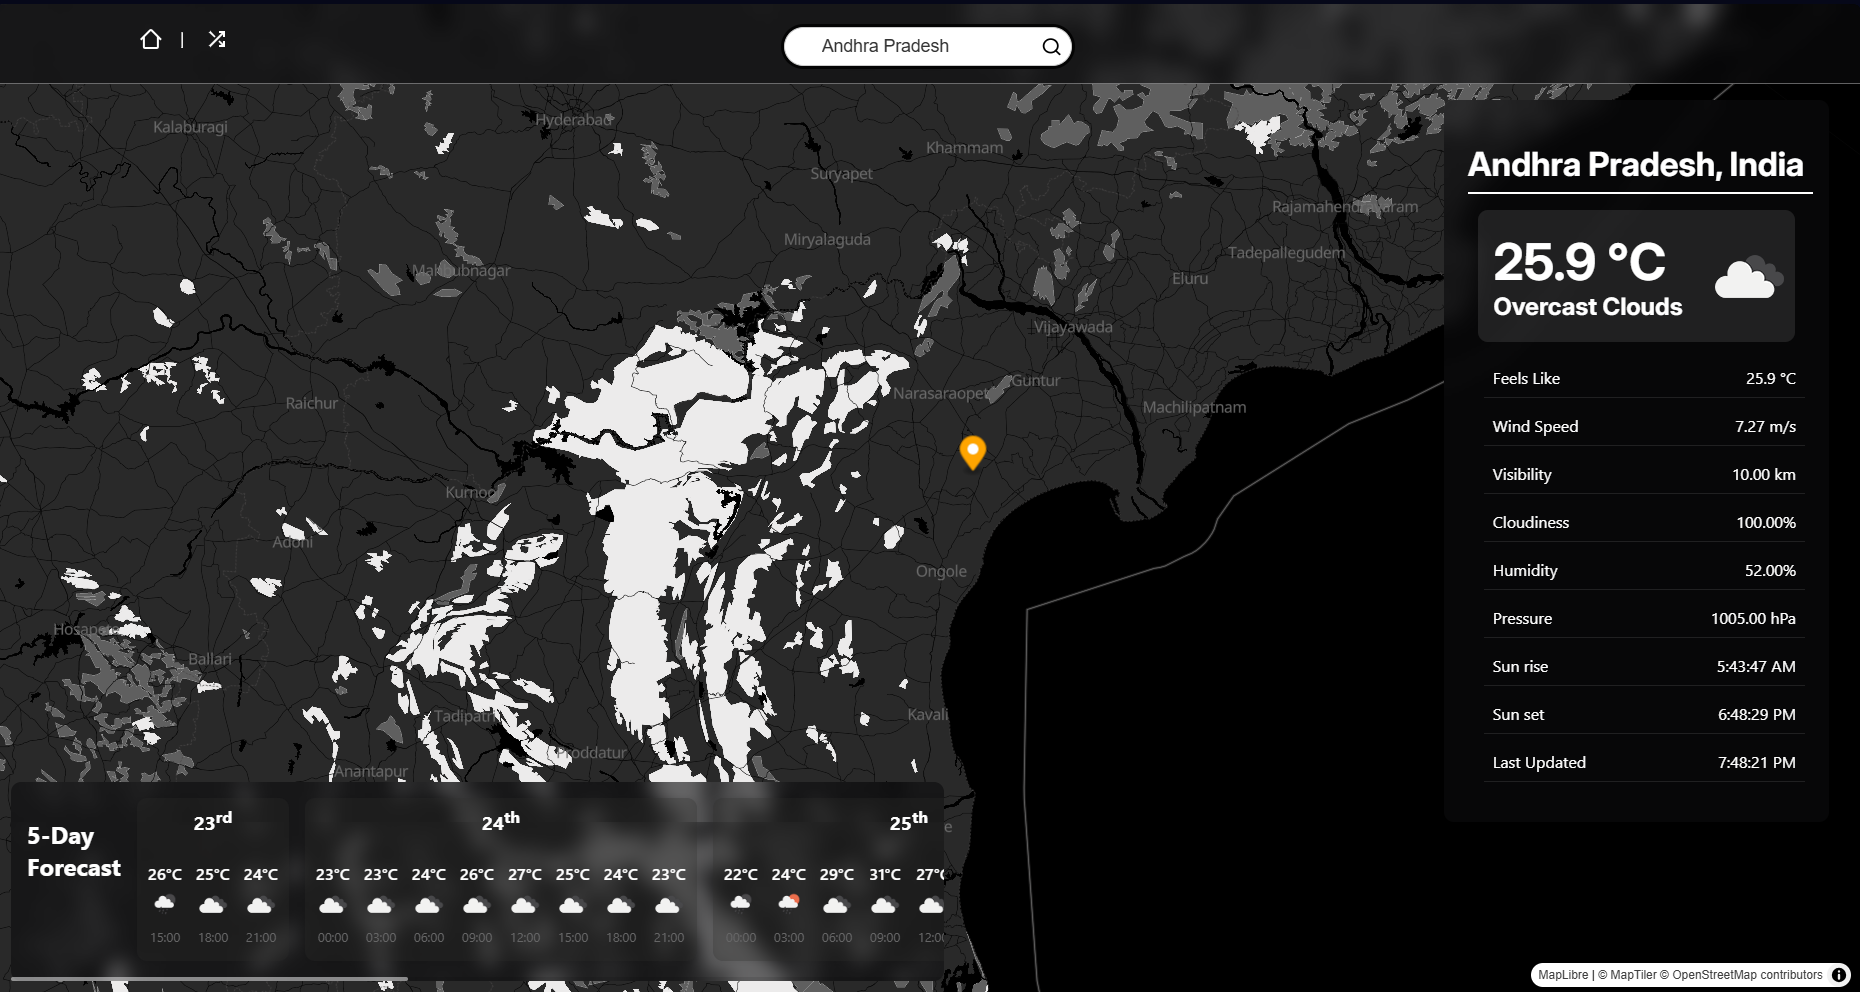 |
Andhra Pradesh
Kalaburagi
Hyderabad
Khammam
Suryapet
Rajamahendravaram
Miryalaguda
Tadepallegudem
Mahbubnagar
Eluru
Vijayawada
Guntur
Narasaraopet
Raichur
Machilipatnam
Kurnool
Adoni
Ongole
Hosapete
Ballari
Tadipatri
Kavali
Proddatur
Anantapur
Andhra Pradesh, India
25.9 °C
Overcast Clouds
Feels Like 25.9 °C
Wind Speed 7.27 m/s
Visibility 10.00 km
Cloudiness 100.00%
Humidity 52.00%
Pressure 1005.00 hPa
Sun rise 5:43:47 AM
Sun set 6:48:29 PM
Last Updated 7:48:21 PM
5-Day
Forecast
23rd 24th 25th
26°C 25°C 24°C 23°C 23°C 24°C 26°C 27°C 25°C 24°C 23°C 22°C 24°C 29°C 31°C 27°C
15:00 18:00 21:00 00:00 03:00 06:00 09:00 12:00 15:00 18:00 21:00 00:00 03:00 06:00 09:00 12:00
MapLibre | © MapTiler © OpenStreetMap contributors